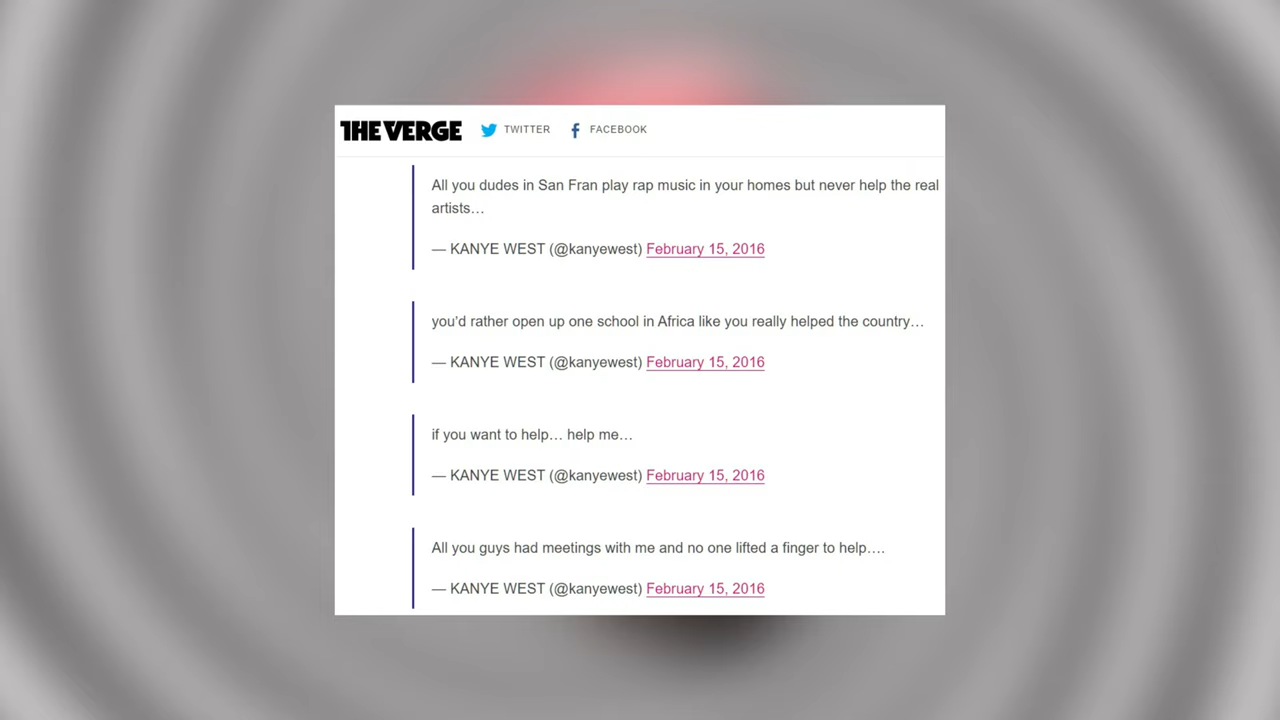 THE VERGE TWITTER FACEBOOK
All you dudes in San Fran play rap music in your homes but never help the real
artists…
— KANYE WEST (@kanyewest) February 15, 2016
you’d rather open up one school in Africa like you really helped the country…
— KANYE WEST (@kanyewest) February 15, 2016
if you want to help… help me…
— KANYE WEST (@kanyewest) February 15, 2016
All you guys had meetings with me and no one lifted a finger to help….
— KANYE WEST (@kanyewest) February 15, 2016